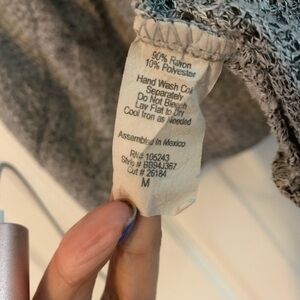 90% Rayon
10% Polyester
Hand Wash Cold
Separately
Do Not Bleach
Lay Flat to Dry
Cool Iron as Needed
Assembled in Mexico
RN# 105243
Style # BB94J367
Cut # 26184
M